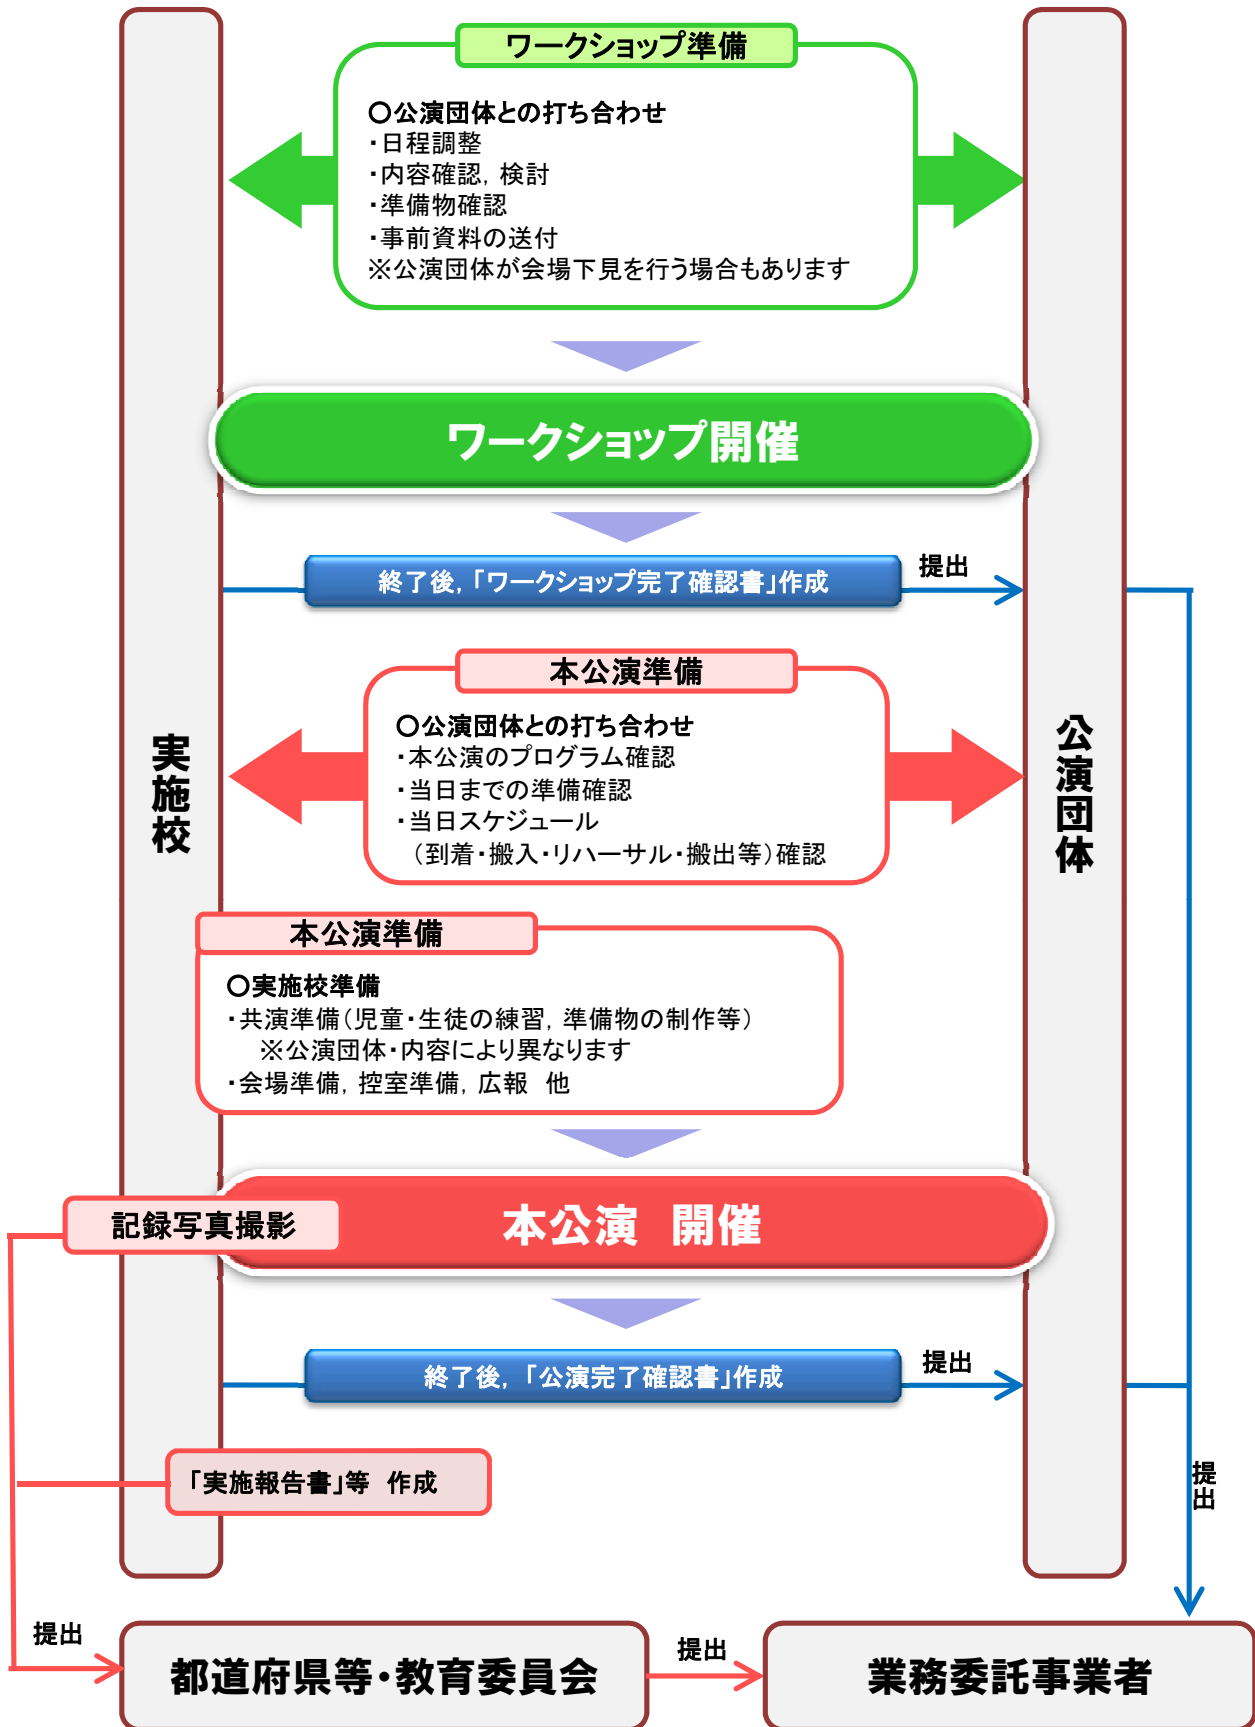 ワークショップ準備
○公演団体との打ち合わせ
・日程調整
・内容確認，検討
・準備物確認
・事前資料の送付
※公演団体が会場下見を行う場合もあります
ワークショップ開催
終了後，「ワークショップ完了確認書」作成
提出
本公演準備
○公演団体との打ち合わせ
・本公演のプログラム確認
・当日までの準備確認
・当日スケジュール
（到着・搬入・リハーサル・搬出等）確認
実施校
公演団体
本公演準備
○実施校準備
・共演準備（児童・生徒の練習，準備物の制作等）
※公演団体・内容により異なります
・会場準備，控室準備，広報　他
記録写真撮影
本公演　開催
終了後，「公演完了確認書」作成
提出
「実施報告書」等　作成
提出
提出
都道府県等・教育委員会
提出
業務委託事業者